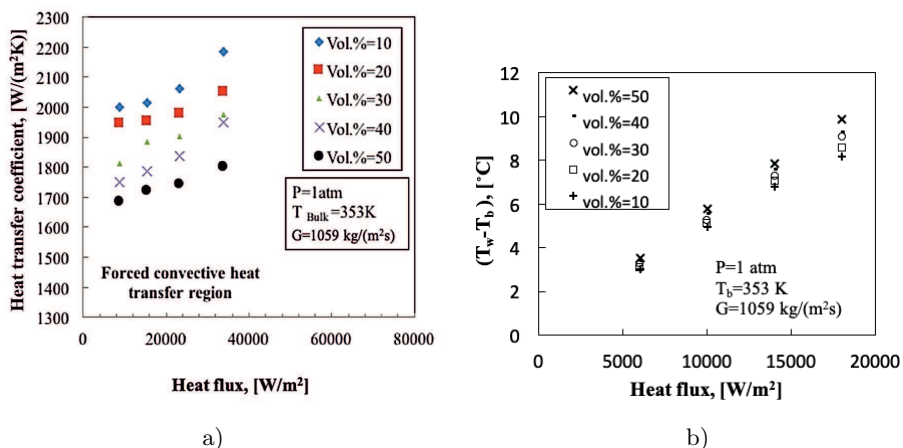 Heat transfer coefficient, [W/(m²K)]
2300
2200
2100
2000
1900
1800
1700
1600
1500
1400
1300
0
20000
40000
60000
80000
Heat flux, [W/m²]
Vol.%=10
Vol.%=20
Vol.%=30
Vol.%=40
Vol.%=50
P=1atm
T Bulk=353K
G=1059 kg/(m²s)
Forced convective heat
transfer region
a)
(Tw-Tb), [°C]
12
10
8
6
4
2
0
0
5000
10000
15000
20000
Heat flux, [W/m²]
vol.%=50
vol.%=40
vol.%=30
vol.%=20
vol.%=10
P=1 atm
Tb=353 K
G=1059 kg/(m²s)
b)